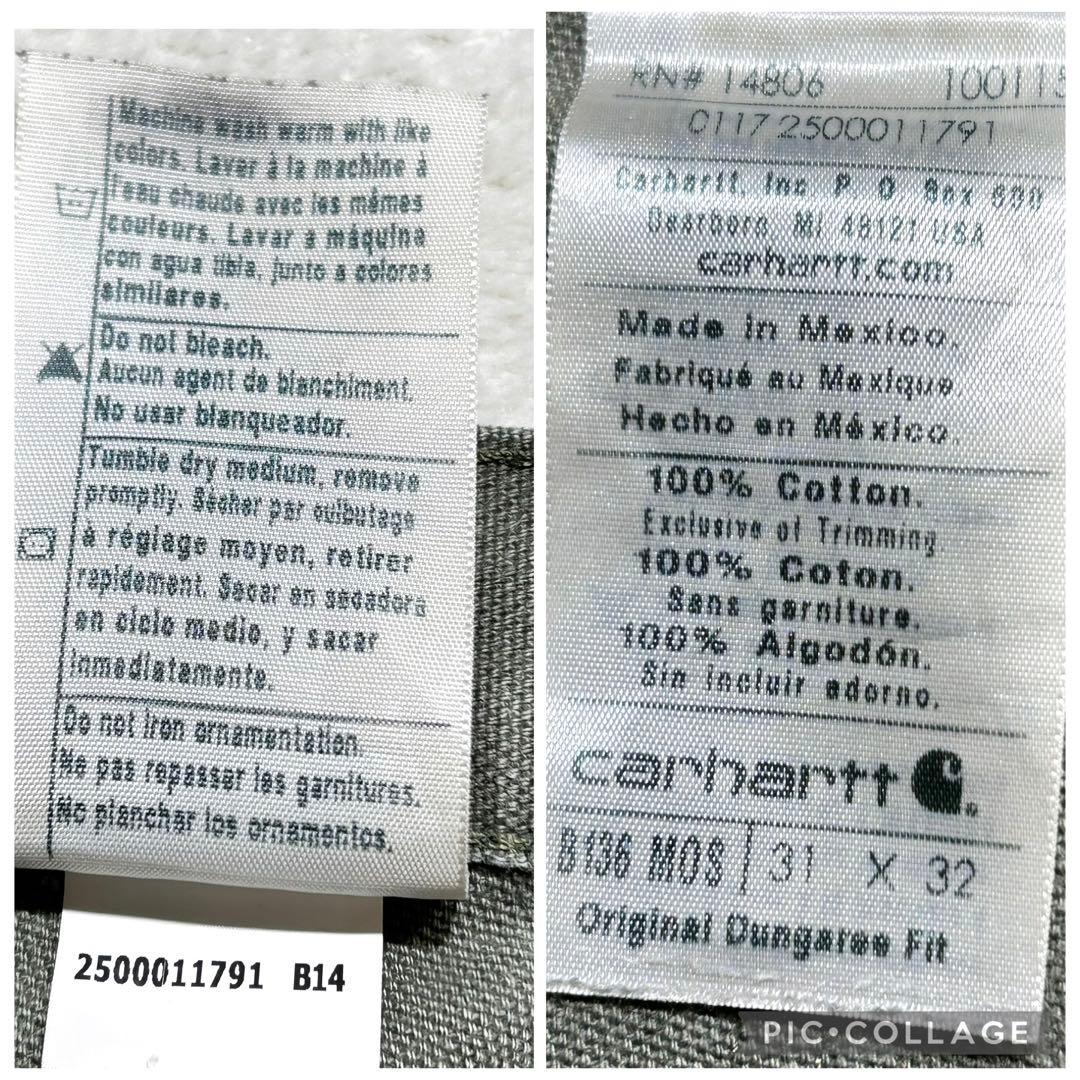 Machine wash warm with like
colors. Laver à la machine à
l'eau chaude avec les mêmes
couleurs. Lavar a máquina
con agua tibia, junto a colores
similares.
Do not bleach.
Aucun agent de blanchiment.
No usar blanqueador.
Tumble dry medium, remove
promptly. Sécher par culbutage
à réglage moyen, retirer
rapidement. Secar en secadora
en ciclo medio, y sacar
inmediatamente.
Do not iron ornamentation.
Ne pas repasser les garnitures.
No planchar los ornamentos.
2500011791 B14
RN# 14806 100115
0117 2500011791
Carhartt, Inc. P. O. Box 600
Dearborn, MI 48121 USA
carhartt.com
Made in Mexico.
Fabriqué au Mexique
Hecho en México
100% Cotton.
Exclusive of Trimming
100% Coton.
Sans garniture.
100% Algodón.
Sin incluir adorno.
carhartt
B136 MOS 31 X 32
Original Dungaree Fit
PIC•COLLAGE